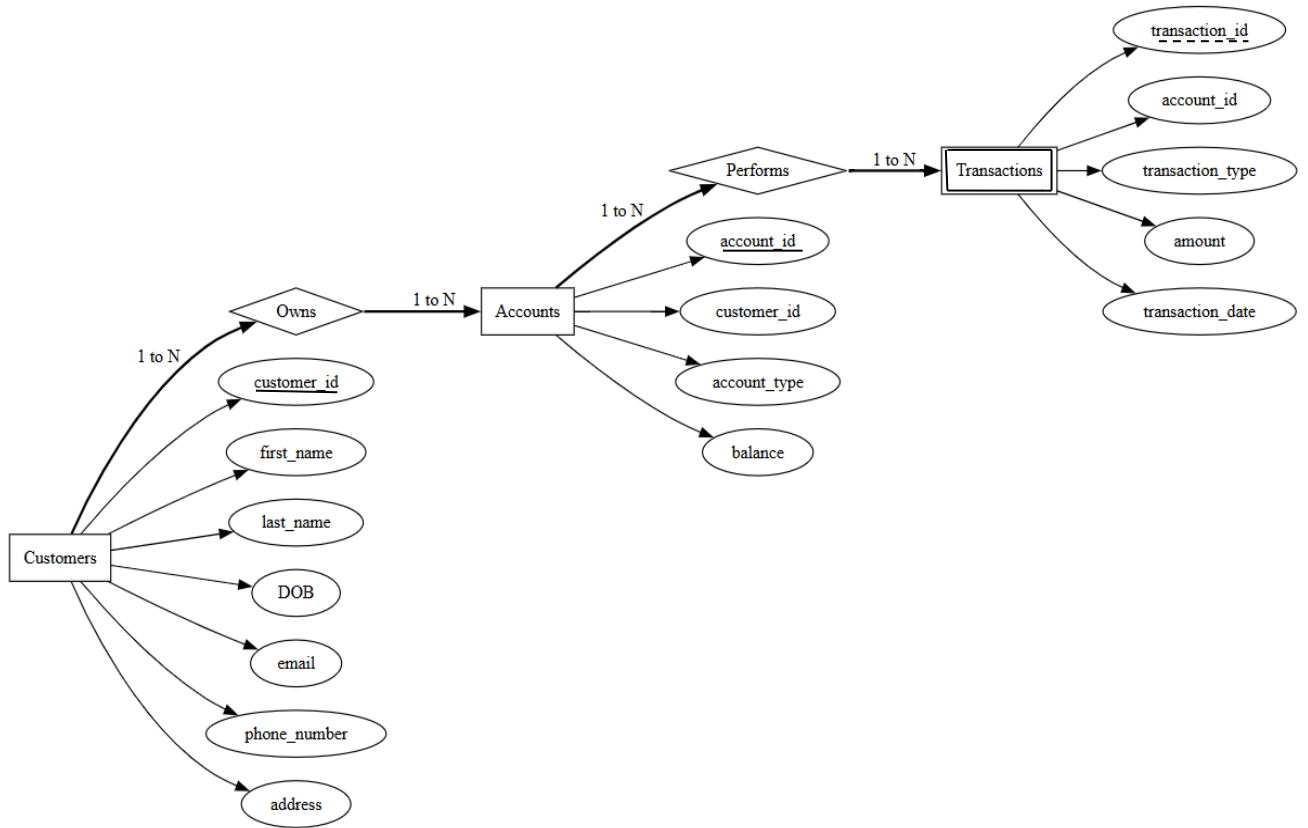 transaction_id
account_id
transaction_type
amount
transaction_date
Transactions
1 to N
Performs
1 to N
account_id
customer_id
account_type
balance
Accounts
1 to N
Owns
1 to N
customer_id
first_name
last_name
DOB
email
phone_number
address
Customers